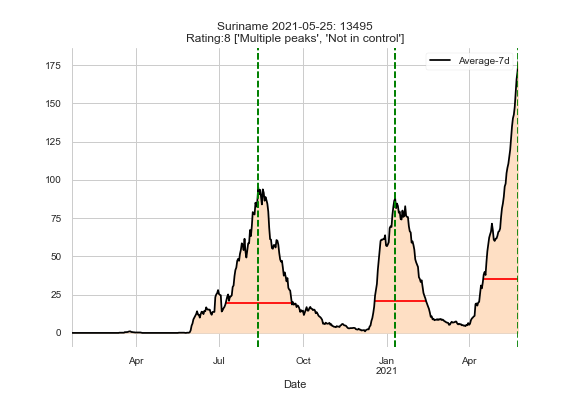 Suriname 2021-05-25: 13495
Rating:8 ['Multiple peaks', 'Not in control']
Average-7d
175
150
125
100
75
50
25
0
Apr
Jul
Oct
Jan
2021
Apr
Date